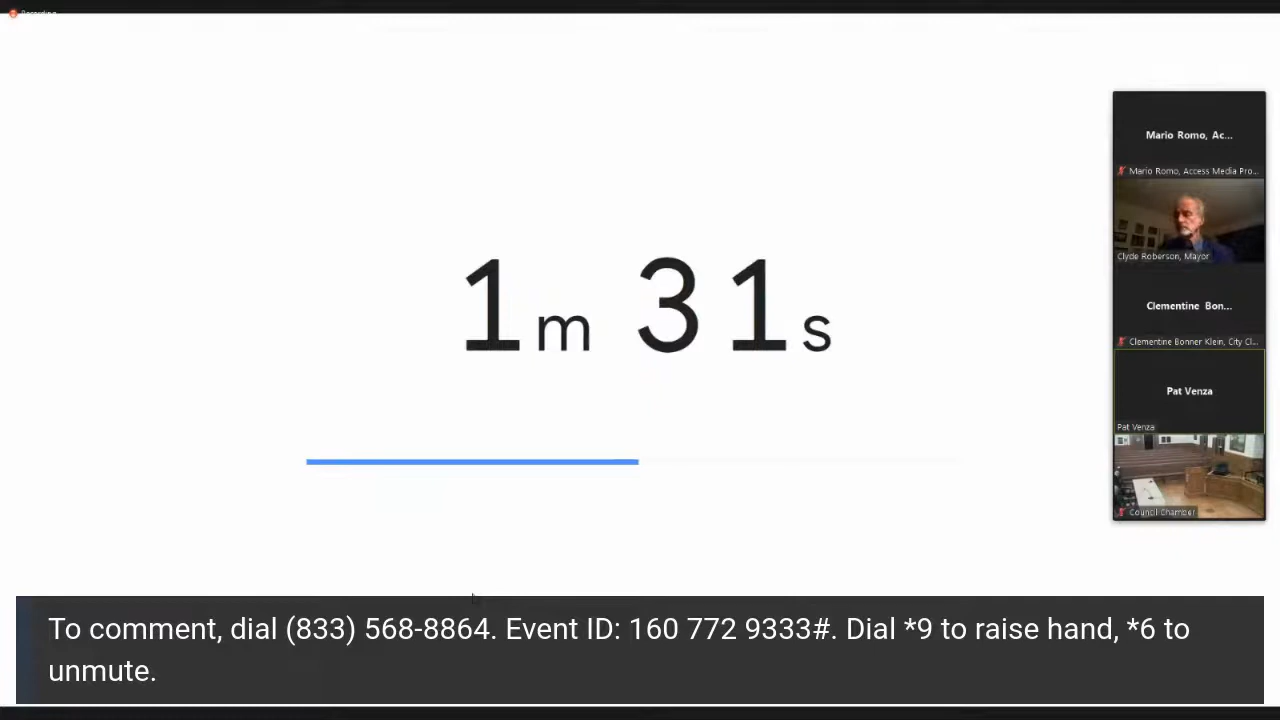 Recording
Mario Romo, Ac...
Mario Romo, Access Media Pro...
Clyde Roberson, Mayor
Clementine Bon...
Clementine Bonner Klein, City Cl...
Pat Venza
Pat Venza
Council Chamber
1m 31s
To comment, dial (833) 568-8864. Event ID: 160 772 9333#. Dial *9 to raise hand, *6 to
unmute.